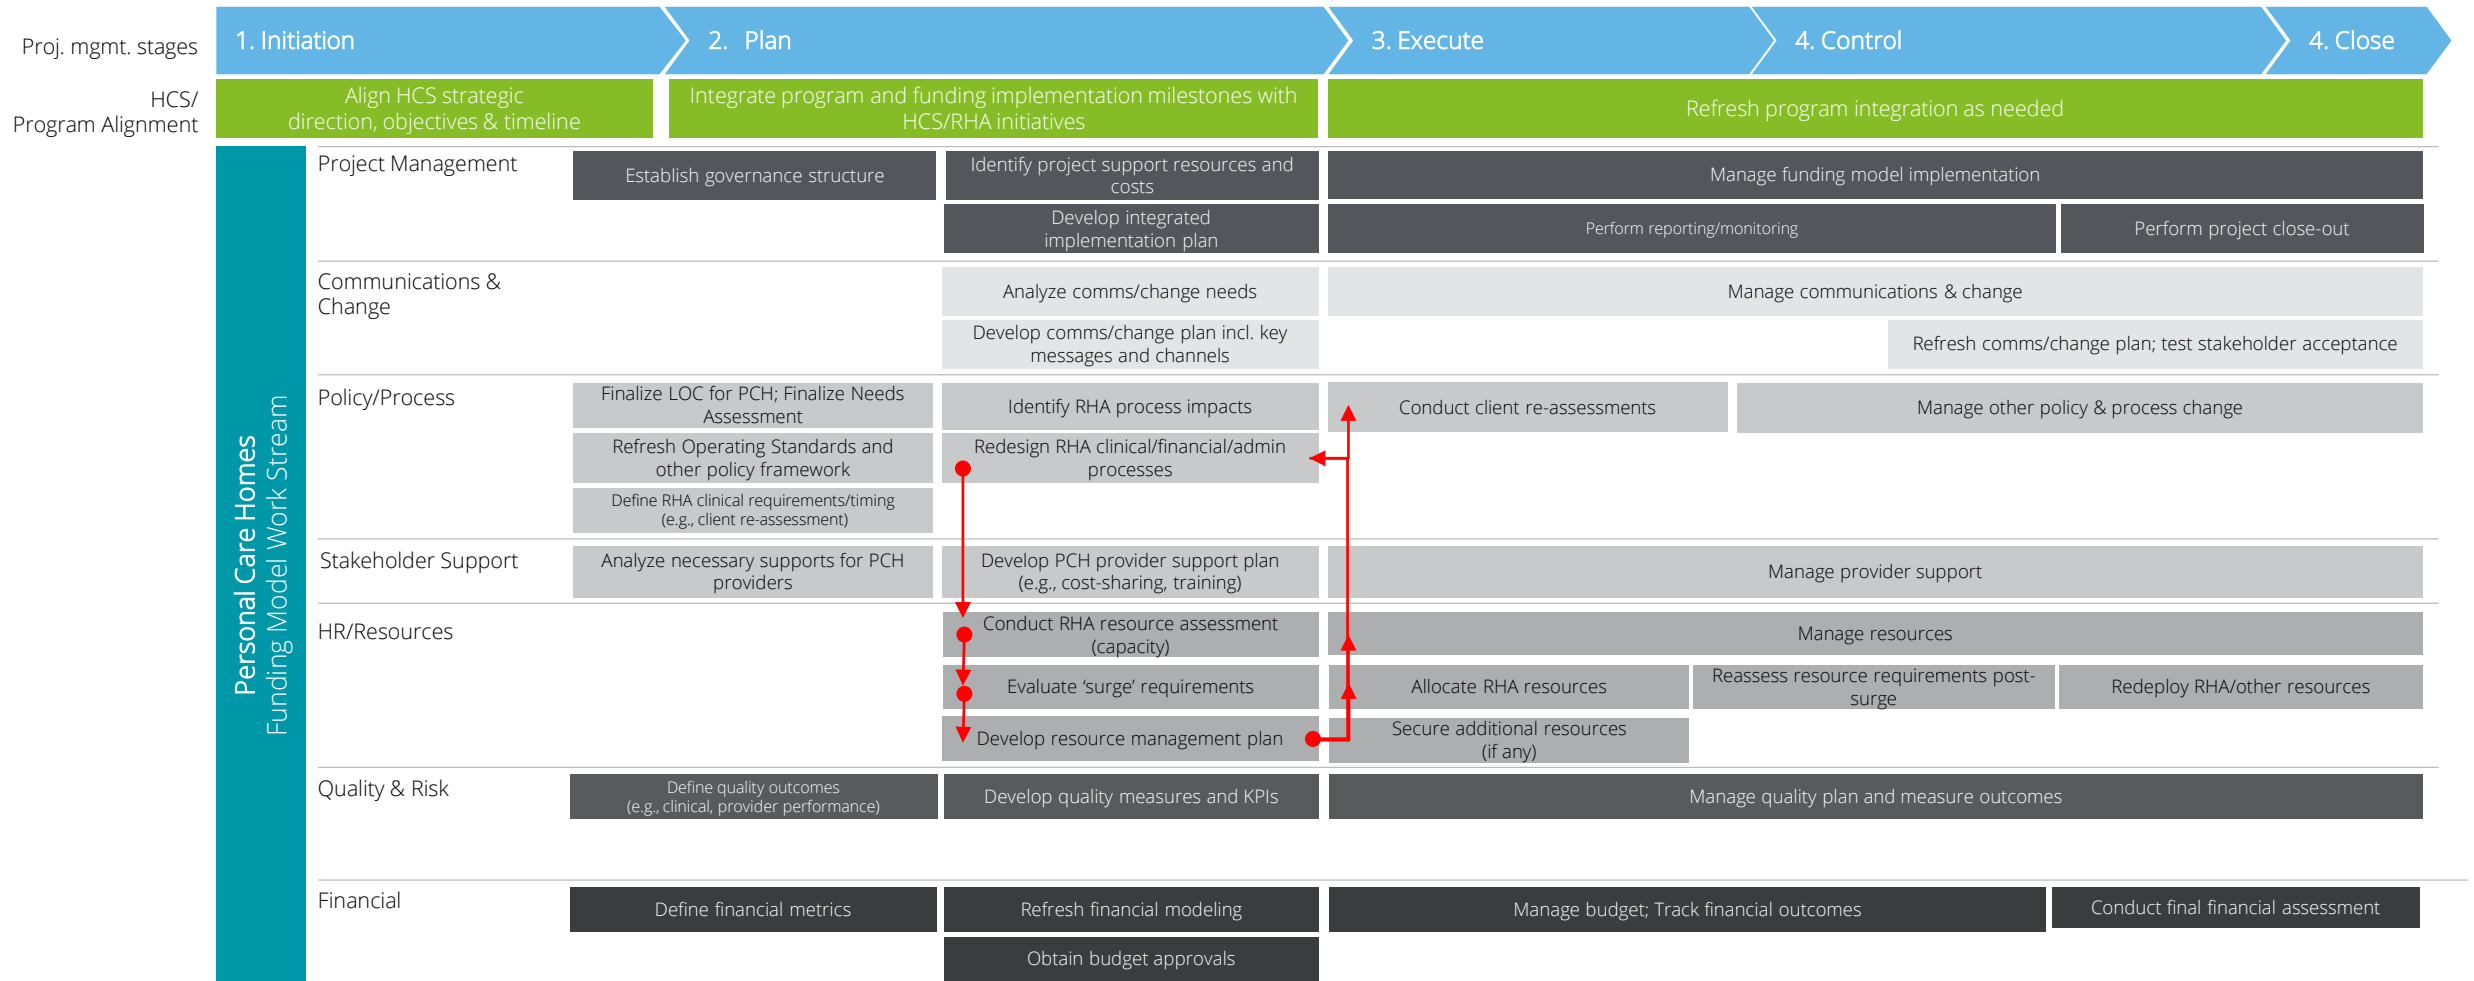 Proj. mgmt. stages
1. Initiation
2. Plan
3. Execute
4. Control
4. Close
HCS/
Program Alignment
Align HCS strategic
direction, objectives & timeline
Integrate program and funding implementation milestones with
HCS/RHA initiatives
Refresh program integration as needed
Personal Care Homes
Funding Model Work Stream
Project Management
Establish governance structure
Identify project support resources and
costs
Manage funding model implementation
Develop integrated
implementation plan
Perform reporting/monitoring
Perform project close-out
Communications &
Change
Analyze comms/change needs
Manage communications & change
Develop comms/change plan incl. key
messages and channels
Refresh comms/change plan; test stakeholder acceptance
Policy/Process
Finalize LOC for PCH; Finalize Needs
Assessment
Identify RHA process impacts
Conduct client re-assessments
Manage other policy & process change
Refresh Operating Standards and
other policy framework
Redesign RHA clinical/financial/admin
processes
Define RHA clinical requirements/timing
(e.g., client re-assessment)
Stakeholder Support
Analyze necessary supports for PCH
providers
Develop PCH provider support plan
(e.g., cost-sharing, training)
Manage provider support
HR/Resources
Conduct RHA resource assessment
(capacity)
Manage resources
Evaluate ‘surge’ requirements
Allocate RHA resources
Reassess resource requirements post-
surge
Redeploy RHA/other resources
Develop resource management plan
Secure additional resources
(if any)
Quality & Risk
Define quality outcomes
(e.g., clinical, provider performance)
Develop quality measures and KPIs
Manage quality plan and measure outcomes
Financial
Define financial metrics
Refresh financial modeling
Manage budget; Track financial outcomes
Conduct final financial assessment
Obtain budget approvals